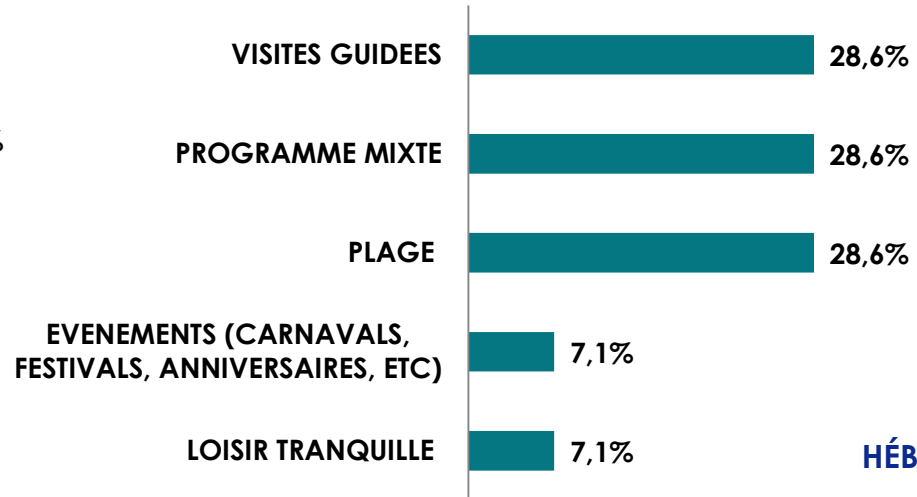 VISITES GUIDEES 28,6%
%
PROGRAMME MIXTE 28,6%
PLAGE 28,6%
EVENEMENTS (CARNAVALS,
FESTIVALS, ANNIVERSAIRES, ETC) 7,1%
LOISIR TRANQUILLE 7,1%
HÉB